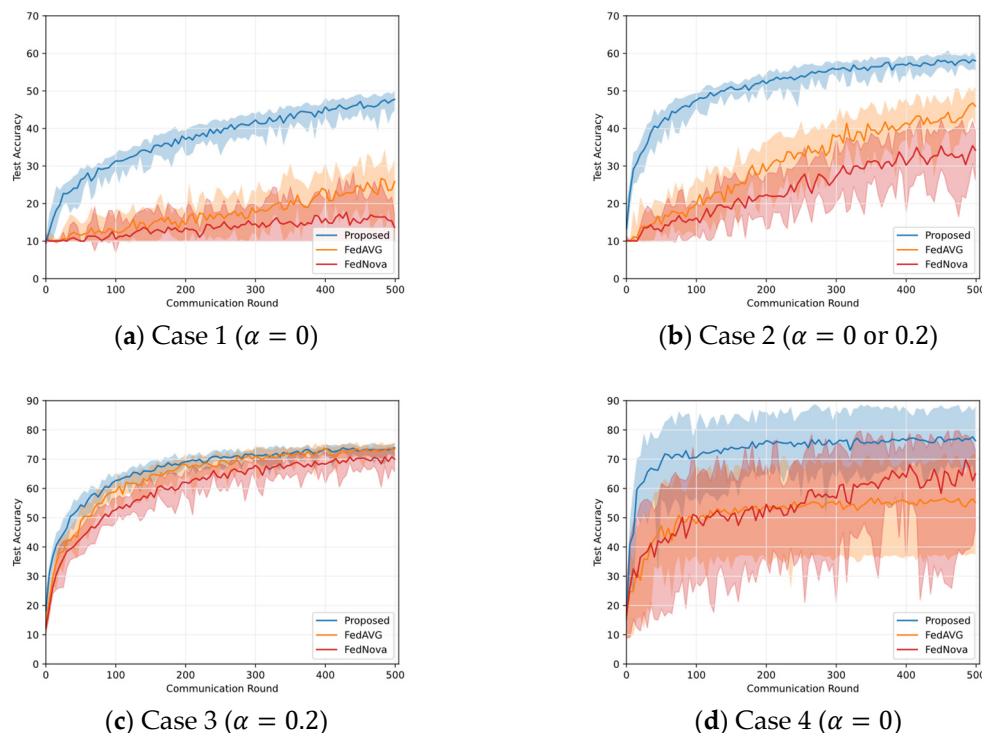 70
60
50
40
30
20
10
0
Test Accuracy
0 100 200 300 400 500
Communication Round
Proposed
FedAVG
FedNova
(a) Case 1 (α = 0)
70
60
50
40
30
20
10
0
Test Accuracy
0 100 200 300 400 500
Communication Round
Proposed
FedAVG
FedNova
(b) Case 2 (α = 0 or 0.2)
90
80
70
60
50
40
30
20
10
0
Test Accuracy
0 100 200 300 400 500
Communication Round
Proposed
FedAVG
FedNova
(c) Case 3 (α = 0.2)
90
80
70
60
50
40
30
20
10
0
Test Accuracy
0 100 200 300 400 500
Communication Round
Proposed
FedAVG
FedNova
(d) Case 4 (α = 0)